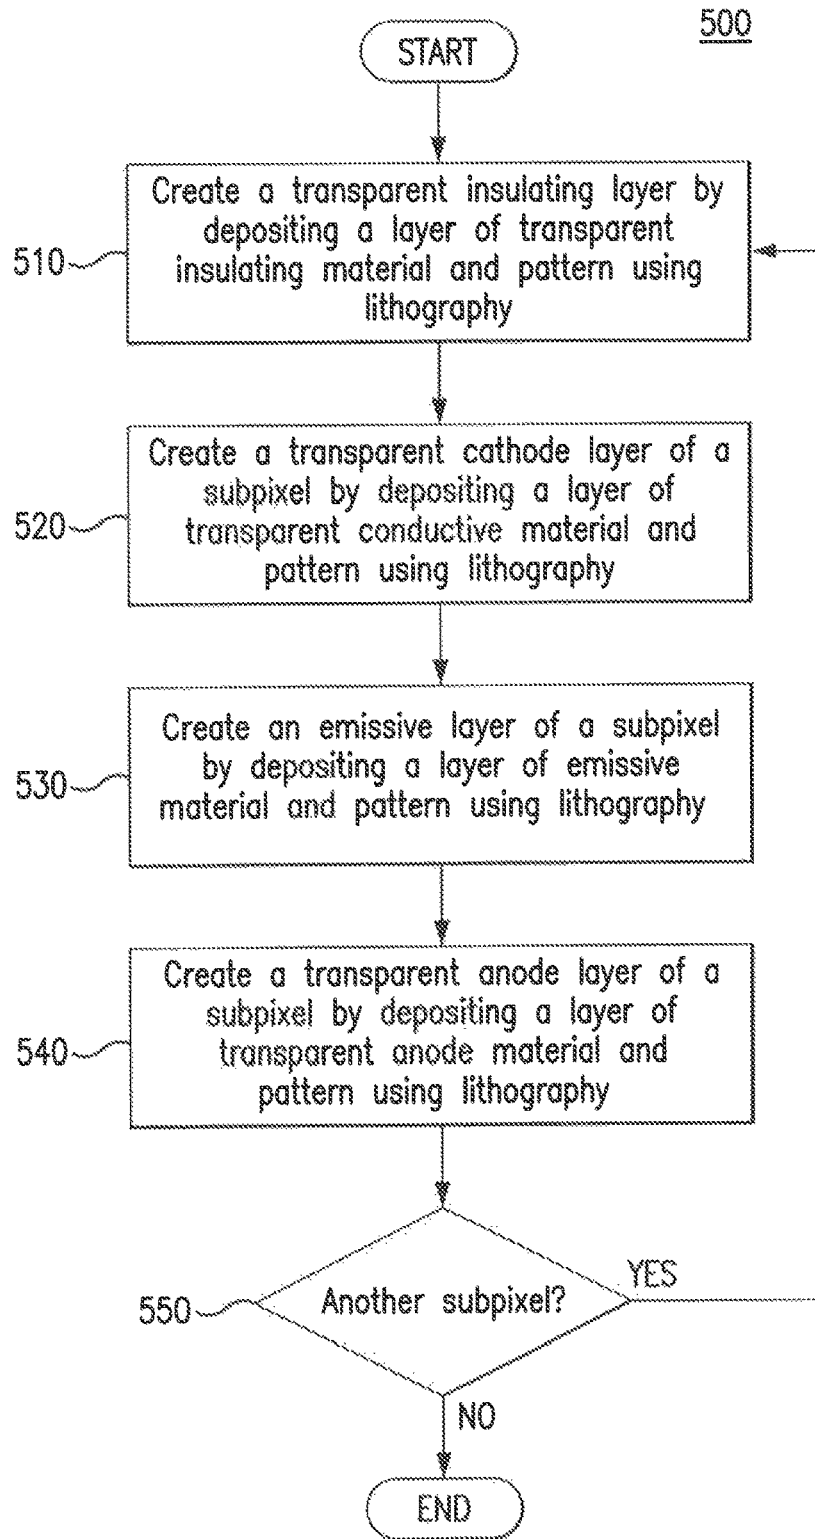 500
START
510
Create a transparent insulating layer by
depositing a layer of transparent
insulating material and pattern using
lithography
520
Create a transparent cathode layer of a
subpixel by depositing a layer of
transparent conductive material and
pattern using lithography
530
Create an emissive layer of a subpixel
by depositing a layer of emissive
material and pattern using lithography
540
Create a transparent anode layer of a
subpixel by depositing a layer of
transparent anode material and
pattern using lithography
550
Another subpixel?
YES
NO
END